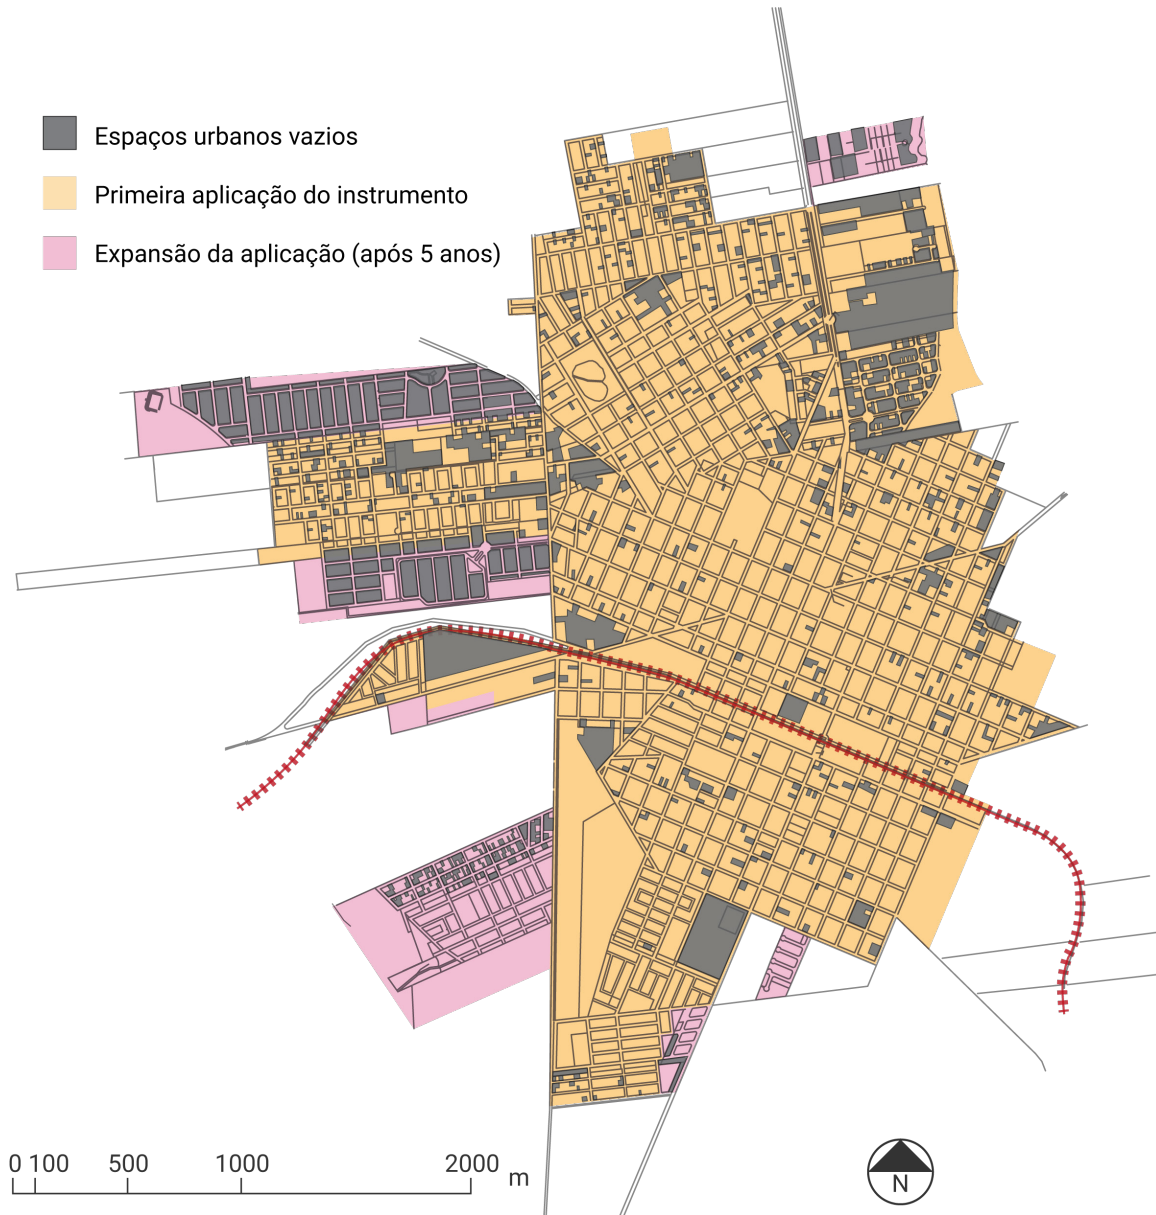 Espaços urbanos vazios
Primeira aplicação do instrumento
Expansão da aplicação (após 5 anos)
0 100 500 1000 2000 m
N